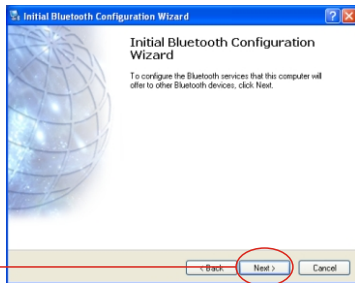 Initial Bluetooth Configuration Wizard
Initial Bluetooth Configuration
Wizard
To configure the Bluetooth services that this computer will
offer to other Bluetooth devices, click Next.
< Back Next > Cancel